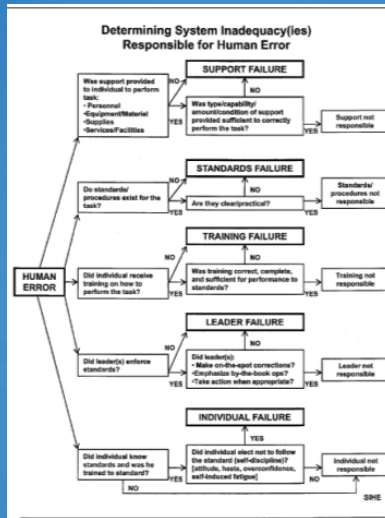 Determining System Inadequacy(ies)
Responsible for Human Error
SUPPORT FAILURE
Was support provided
to individual to perform
task:
• Personnel
• Equipment/Materiel
• Supplies
• Services/Facilities
NO
YES
NO
Was type/capability/
amount/condition of support
provided sufficient to correctly
perform the task?
YES
Support not
responsible
STANDARDS FAILURE
Do standards/
procedures exist for the
task?
NO
YES
NO
Are they clear/practical?
YES
Standards/
procedures not
responsible
TRAINING FAILURE
HUMAN
ERROR
Did individual receive
training on how to
perform the task?
NO
YES
NO
Was training correct, complete,
and sufficient for performance to
standards?
YES
Training not
responsible
LEADER FAILURE
Did leader(s) enforce
standards?
NO
YES
NO
Did leader(s):
• Make on-the-spot corrections?
•Emphasize by-the-book ops?
•Take action when appropriate?
YES
Leader not
responsible
INDIVIDUAL FAILURE
YES
Did individual know
standards and was he
trained to standard?
YES
NO
Did individual elect not to follow
the standard (self-discipline)?
[attitude, haste, overconfidence,
self-induced fatigue]
NO
Individual not
responsible
SIHE